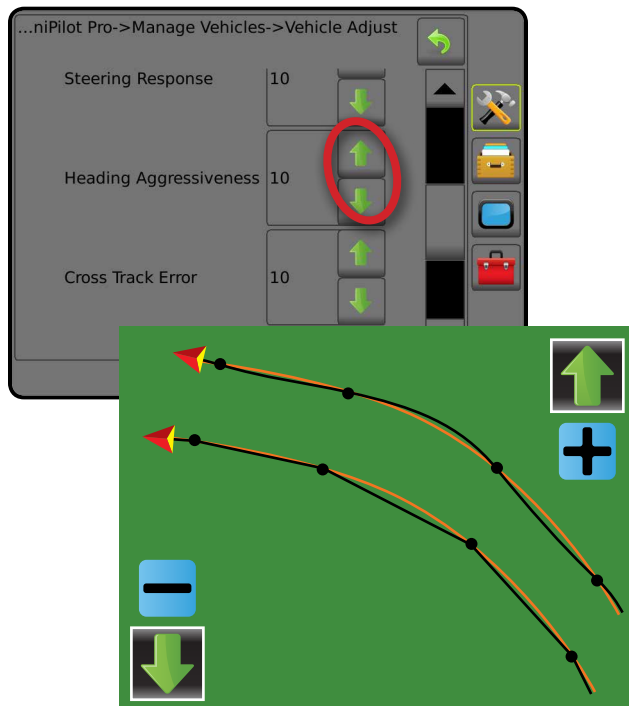 ...niPilot Pro->Manage Vehicles->Vehicle Adjust
Steering Response 10
Heading Aggressiveness 10
Cross Track Error 10